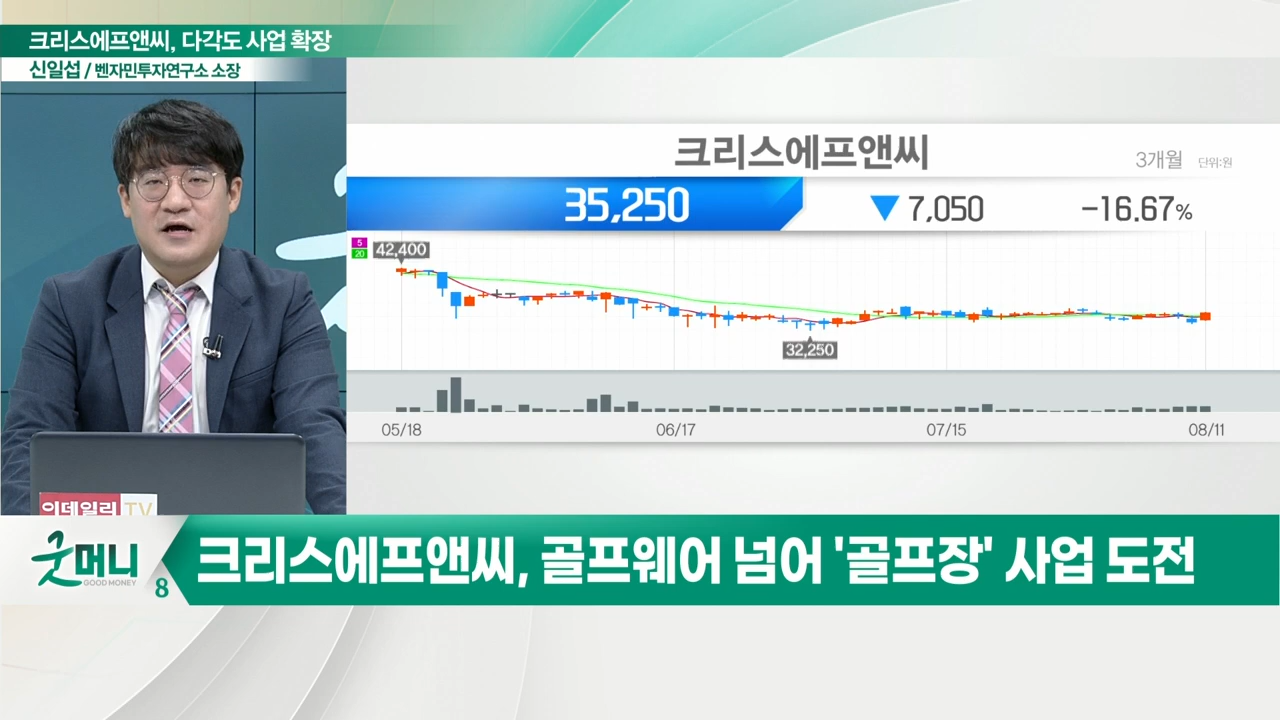 크리스에프앤씨, 다각도 사업 확장
신일섭 / 벤자민투자연구소 소장
크리스에프앤씨
3개월 단위:원
35,250 ▼ 7,050 -16.67%
5
20
42,400
32,250
05/18 06/17 07/15 08/11
이데일리 TV
굿머니
GOOD MONEY
8
크리스에프앤씨, 골프웨어 넘어 '골프장' 사업 도전